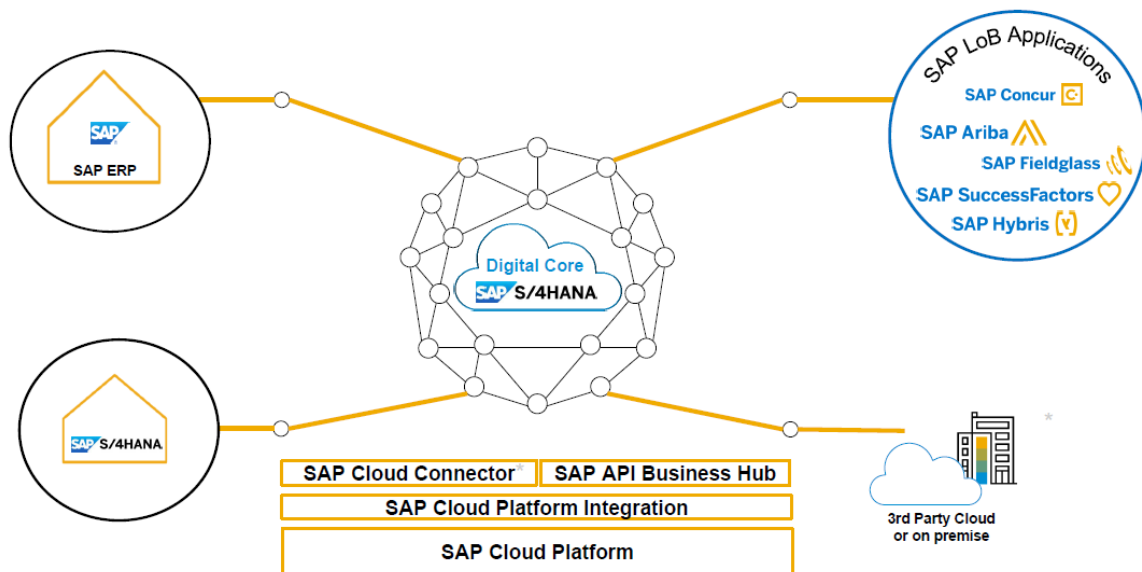 SAP
SAP ERP
SAP LoB Applications
SAP Concur
SAP Ariba
SAP Fieldglass
SAP SuccessFactors
SAP Hybris
Digital Core
SAP S/4HANA
SAP S/4HANA
SAP Cloud Connector*
SAP API Business Hub
SAP Cloud Platform Integration
SAP Cloud Platform
*
3rd Party Cloud
or on premise